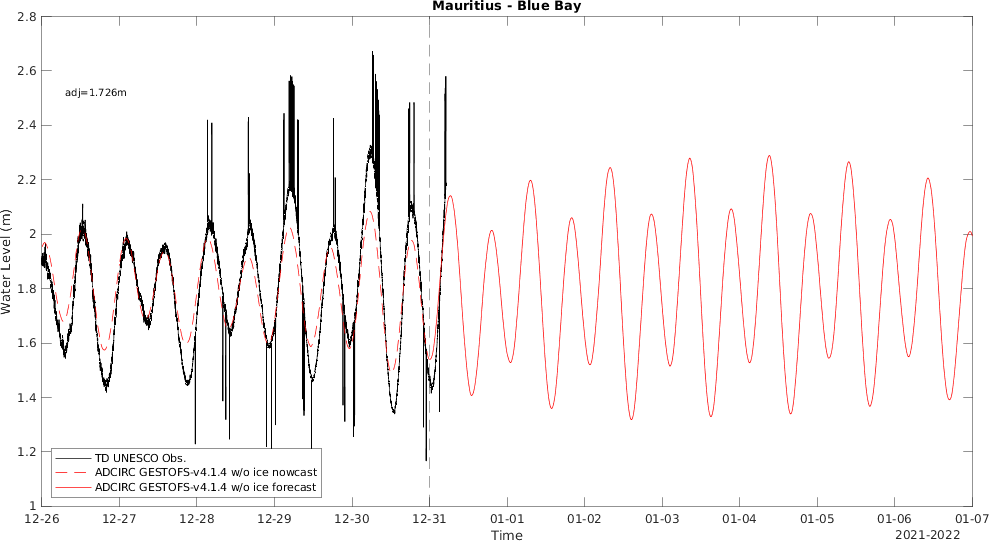 Mauritius - Blue Bay
2.8
2.6
2.4
2.2
2
1.8
1.6
1.4
1.2
1
Water Level (m)
adj=1.726m
TD UNESCO Obs.
ADCIRC GESTOFS-v4.1.4 w/o ice nowcast
ADCIRC GESTOFS-v4.1.4 w/o ice forecast
12-26 12-27 12-28 12-29 12-30 12-31 01-01 01-02 01-03 01-04 01-05 01-06 01-07
Time
2021-2022